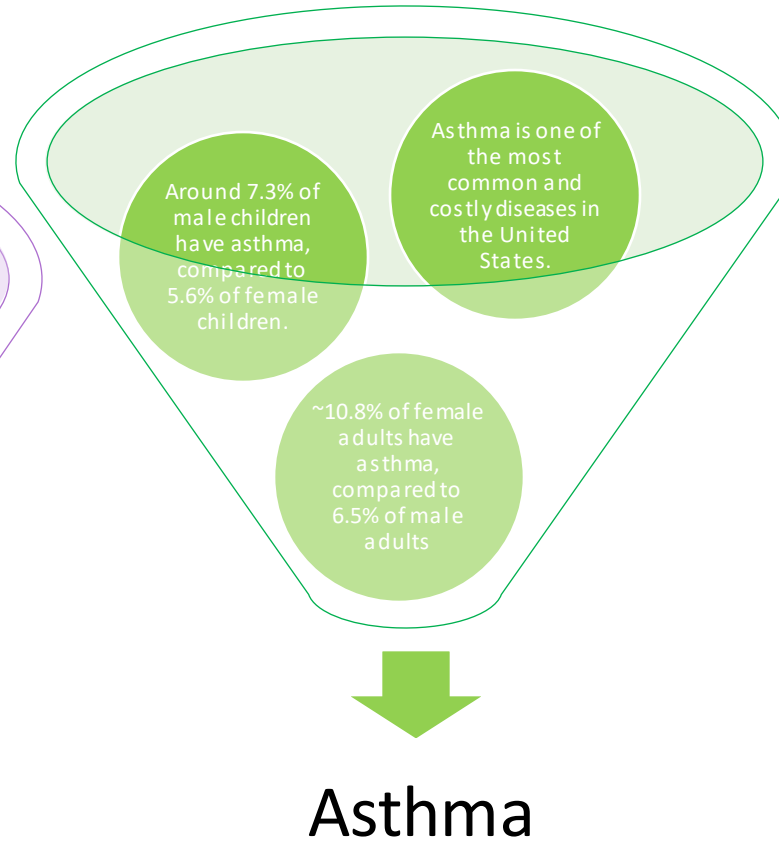 Around 7.3% of
male children
have asthma,
compared to
5.6% of female
children.
Asthma is one of
the most
common and
costly diseases in
the United
States.
~10.8% of female
adults have
asthma,
compared to
6.5% of male
adults
Asthma